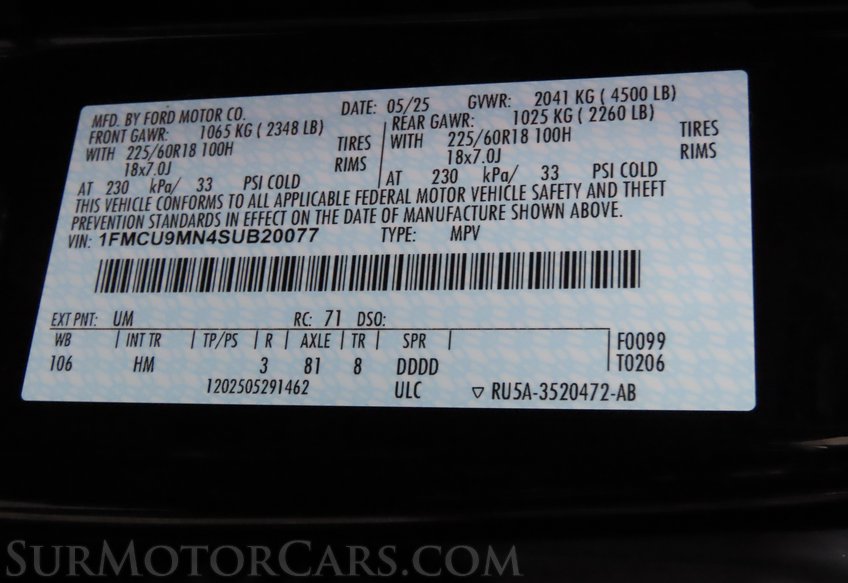 MFD. BY FORD MOTOR CO. DATE: 05/25 GVWR: 2041 KG ( 4500 LB)
FRONT GAWR: 1065 KG ( 2348 LB) REAR GAWR: 1025 KG ( 2260 LB)
WITH 225/60R18 100H TIRES WITH 225/60R18 100H TIRES
18x7.0J RIMS 18x7.0J RIMS
AT 230 kPa/ 33 PSI COLD AT 230 kPa/ 33 PSI COLD
THIS VEHICLE CONFORMS TO ALL APPLICABLE FEDERAL MOTOR VEHICLE SAFETY AND THEFT
PREVENTION STANDARDS IN EFFECT ON THE DATE OF MANUFACTURE SHOWN ABOVE.
VIN: 1FMCU9MN4SUB20077 TYPE: MPV
EXT PNT: UM RC: 71 DSO:
WB | INT TR | TP/PS | R | AXLE | TR | SPR | F0099
106 HM 3 81 8 DDDD T0206
1202505291462 ULC ▽ RU5A-3520472-AB
SURMOTORCARS.COM